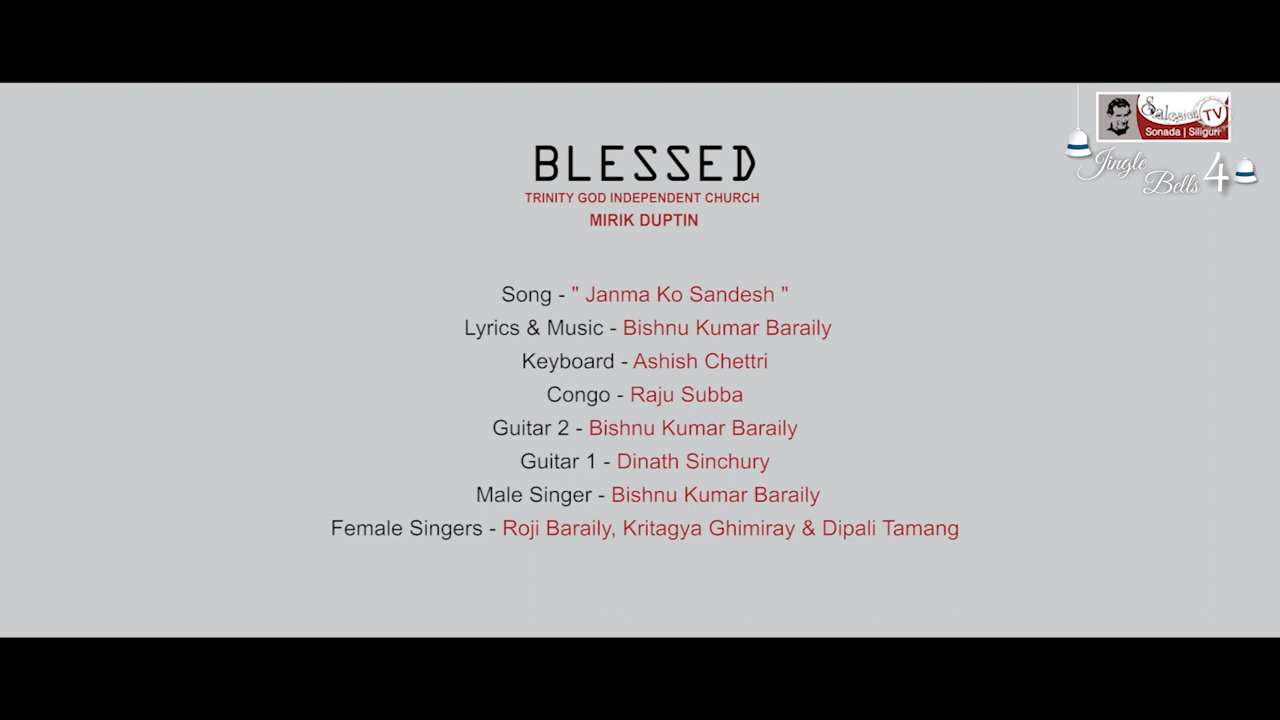 BLESSED
TRINITY GOD INDEPENDENT CHURCH
MIRIK DUPTIN
Song - " Janma Ko Sandesh "
Lyrics & Music - Bishnu Kumar Baraily
Keyboard - Ashish Chettri
Congo - Raju Subba
Guitar 2 - Bishnu Kumar Baraily
Guitar 1 - Dinath Sinchury
Male Singer - Bishnu Kumar Baraily
Female Singers - Roji Baraily, Kritagya Ghimiray & Dipali Tamang
Salesian TV
Sonada | Siliguri
Jingle
Bells 4